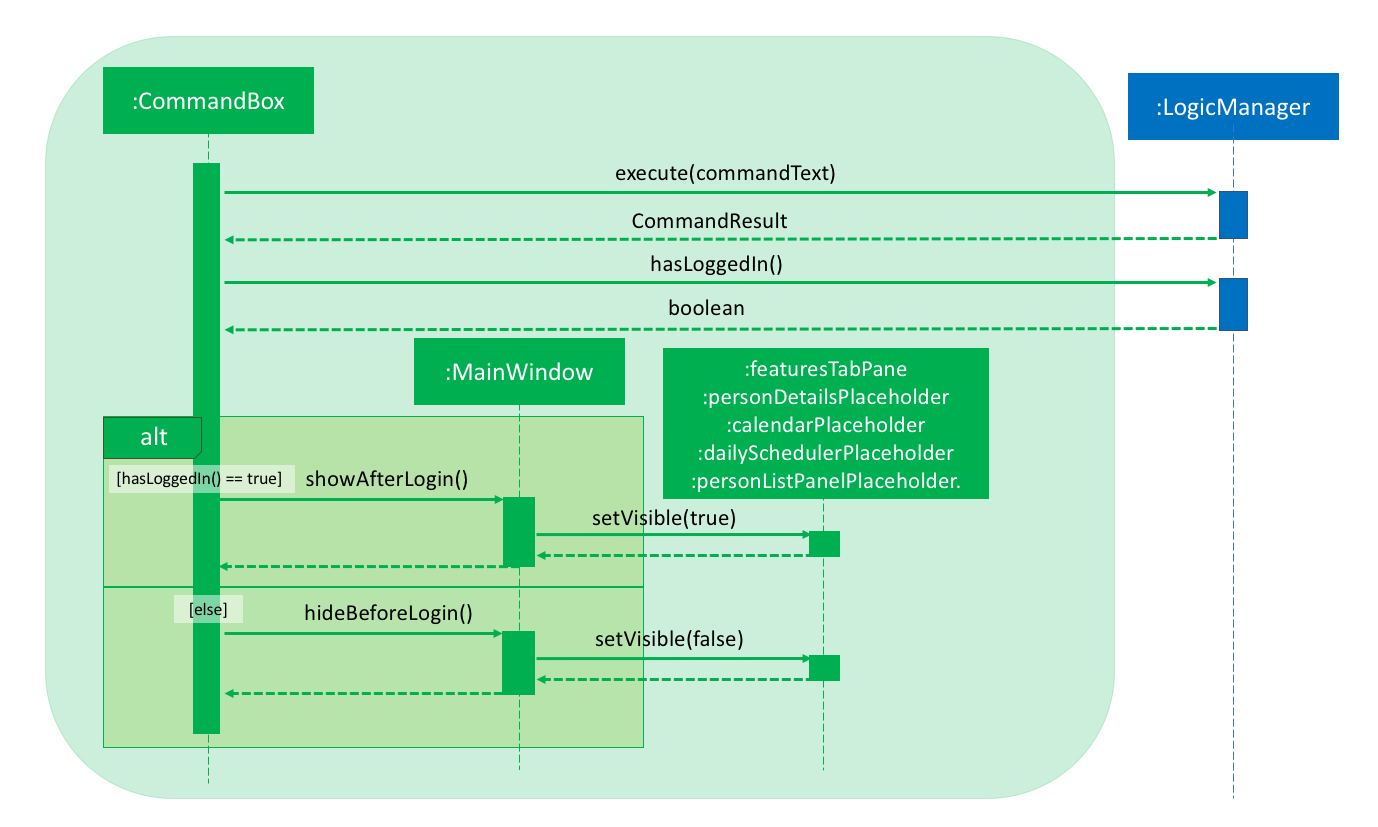 :CommandBox
:LogicManager
execute(commandText)
CommandResult
hasLoggedIn()
boolean
:MainWindow
:featuresTabPane
:personDetailsPlaceholder
:calendarPlaceholder
:dailySchedulerPlaceholder
:personListPanelPlaceholder.
alt
[hasLoggedIn() == true]
showAfterLogin()
setVisible(true)
[else]
hideBeforeLogin()
setVisible(false)